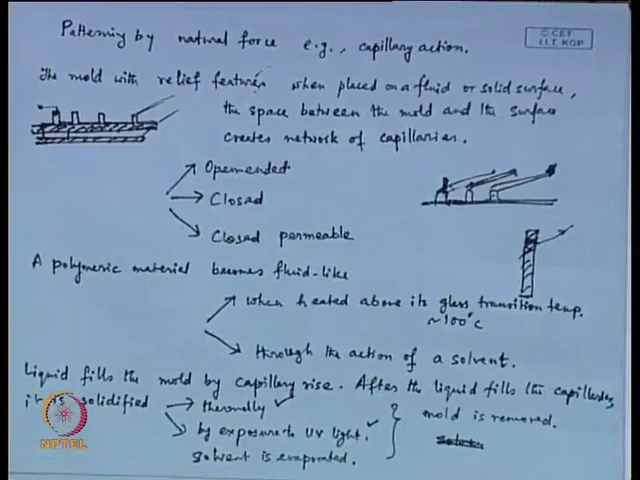 Patterning by natural force e.g., capillary action.
© CET
I.I.T. KGP
The mold with relief features when placed on a fluid or solid surface,
the space between the mold and the surface
creates network of capillaries.
Openended
Closed
Closed permeable
A polymeric material becomes fluid-like
when heated above its glass transition temp.
~100°C
through the action of a solvent.
Liquid fills the mold by capillary rise. After the liquid fills the capillaries,
it is solidified thermally mold is removed.
by exposure to UV light.
Solvent is evaporated.
NPTEL